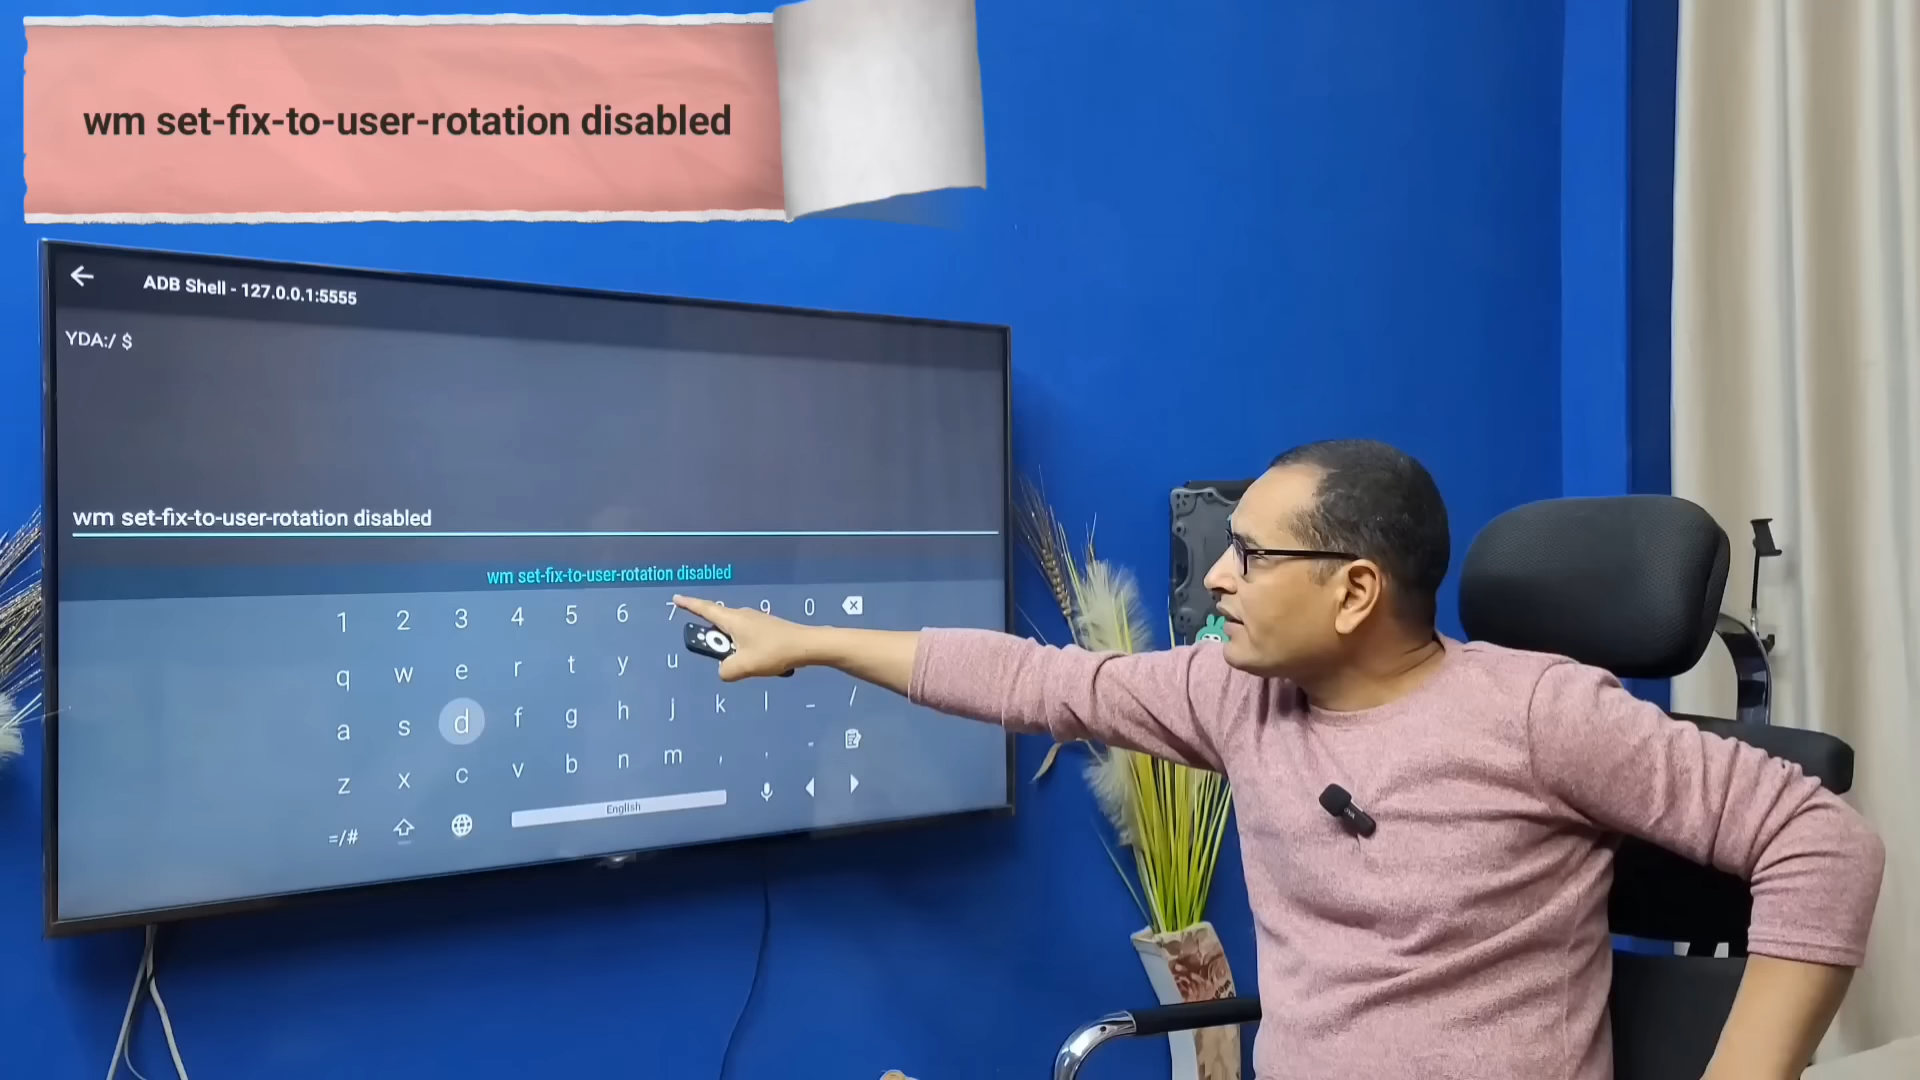 wm set-fix-to-user-rotation disabled
ADB Shell - 127.0.0.1:5555
YDA:/ $
wm set-fix-to-user-rotation disabled
wm set-fix-to-user-rotation disabled
1 2 3 4 5 6 7 9 0
q w e r t y u
a s d f g h j k l _ /
z x c v b n m , ' -
=/# English